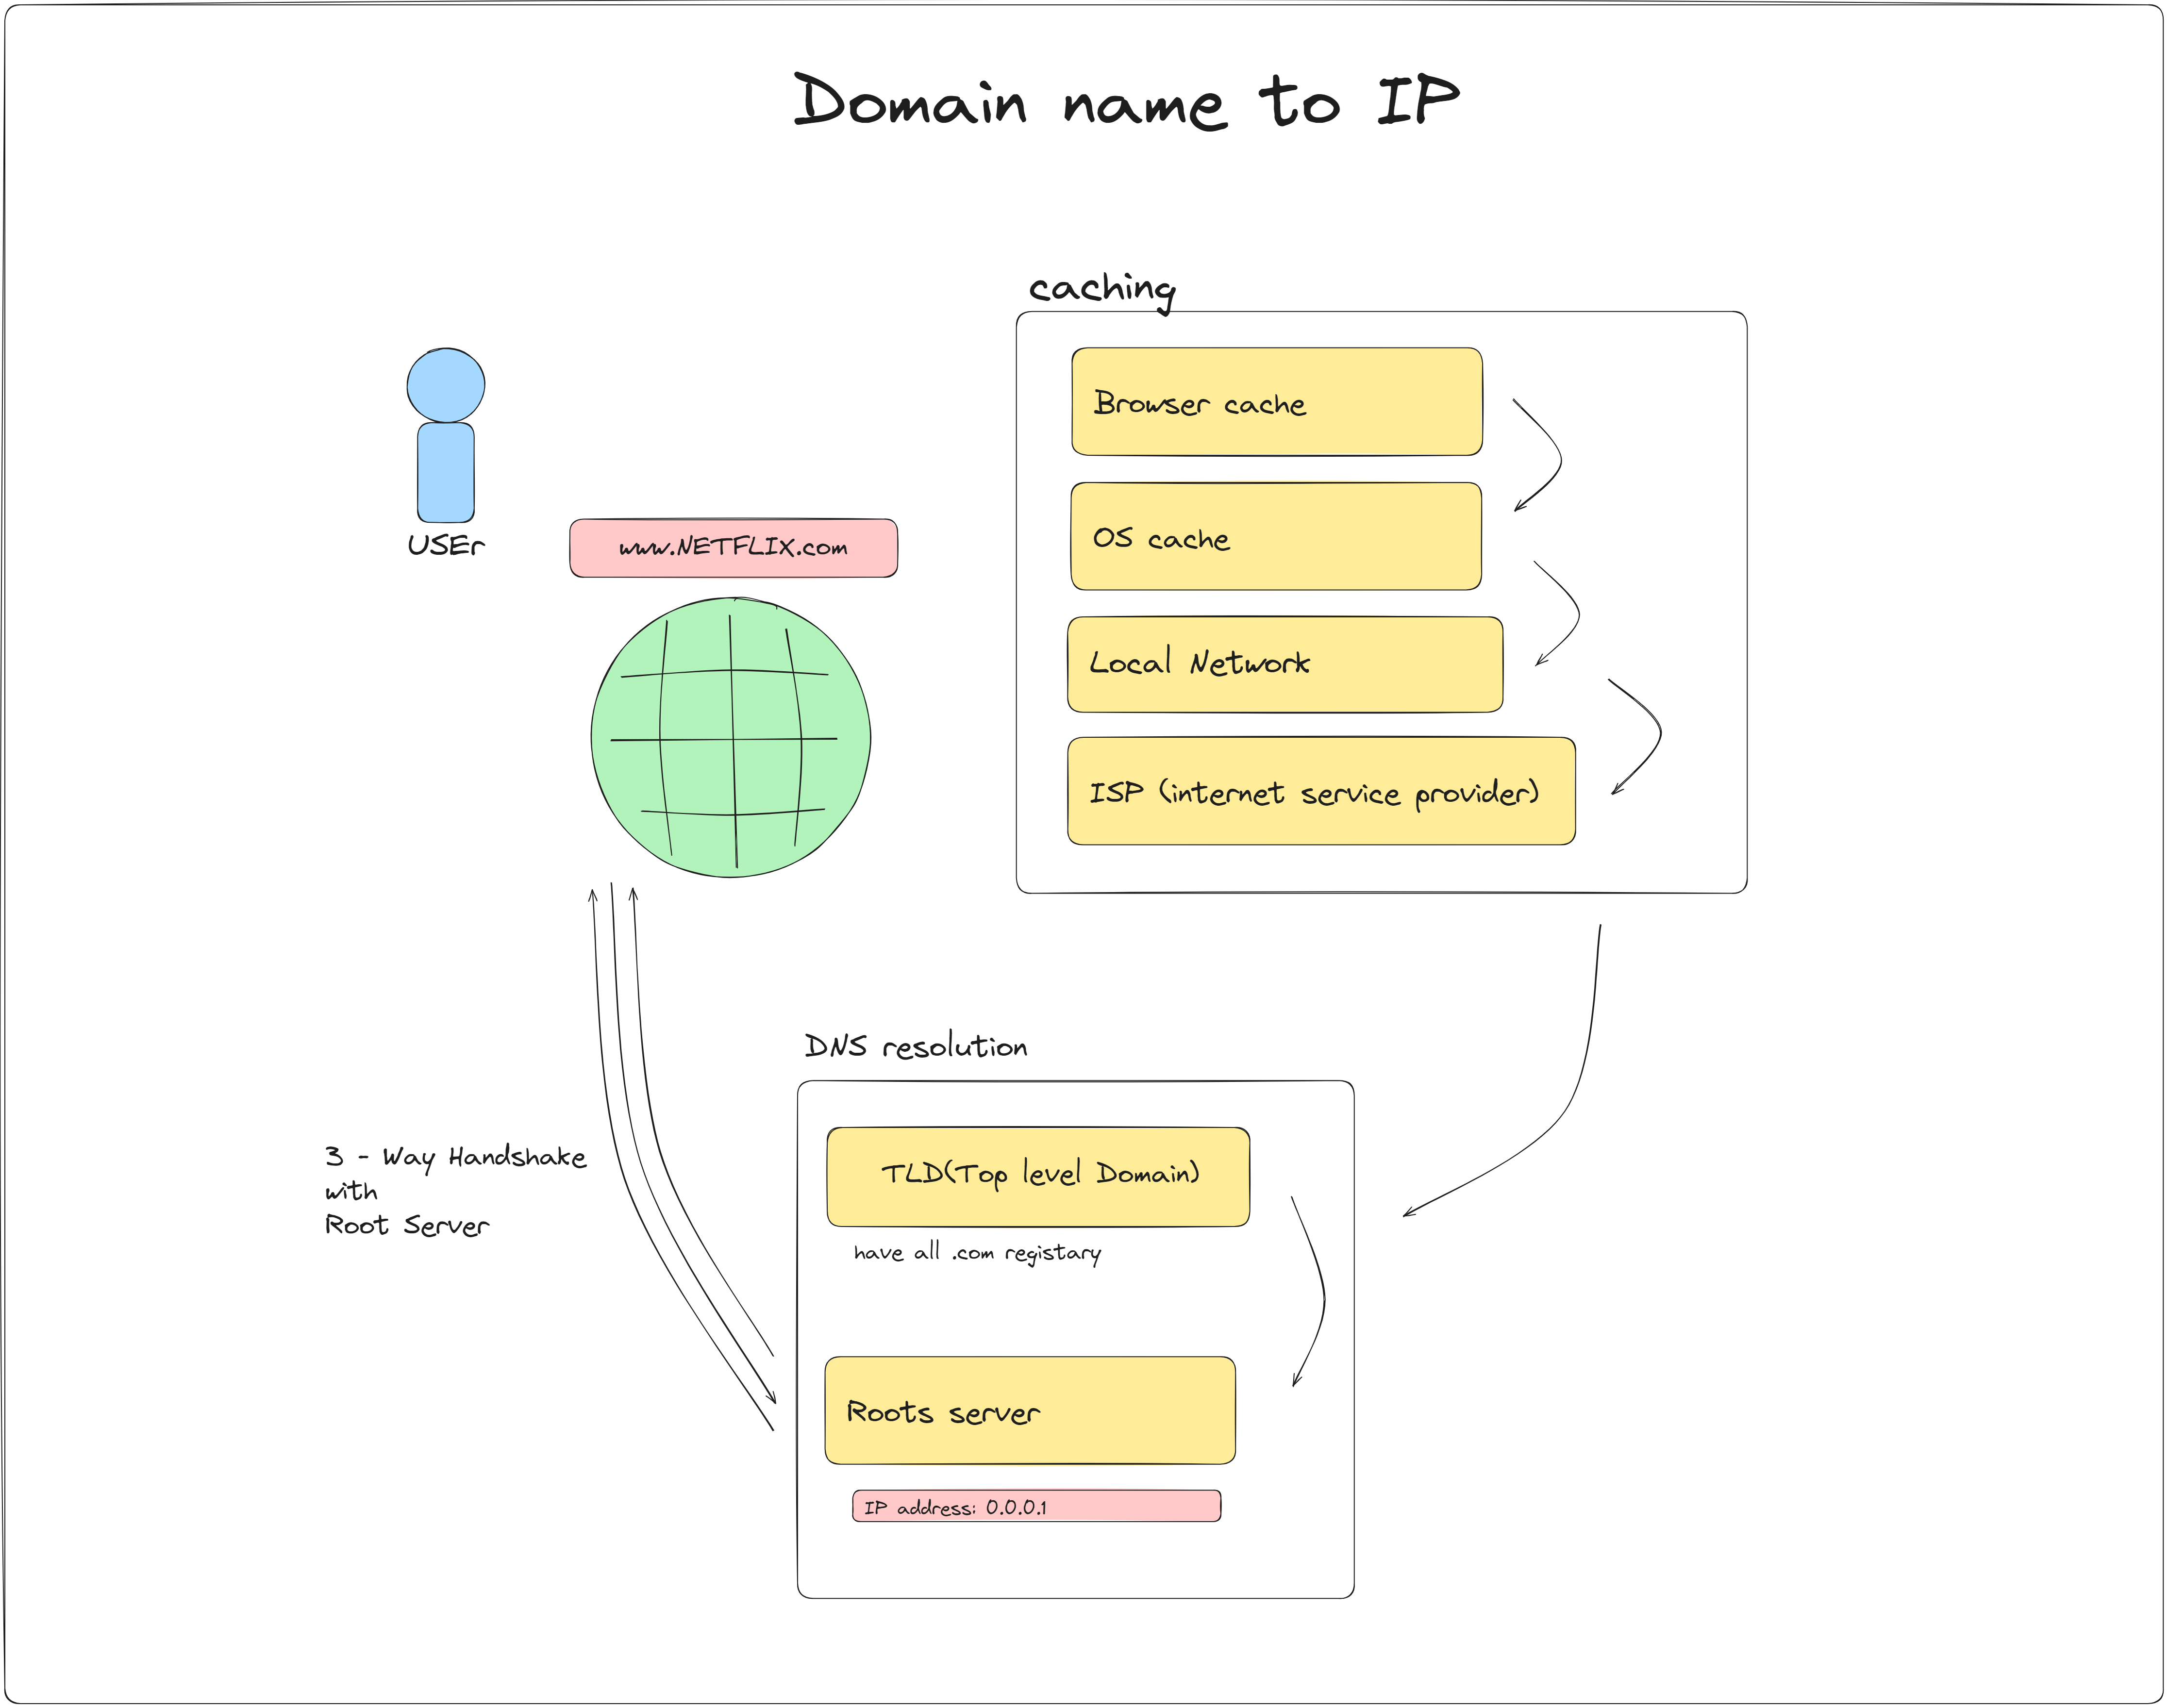 Domain name to IP
caching
Browser cache
OS cache
Local Network
ISP (internet service provider)
USEr
www.NETFLIX.com
DNS resolution
TLD(Top level Domain)
have all .com registary
Roots server
IP address: 0.0.0.1
3 - Way Handshake
with
Root Server